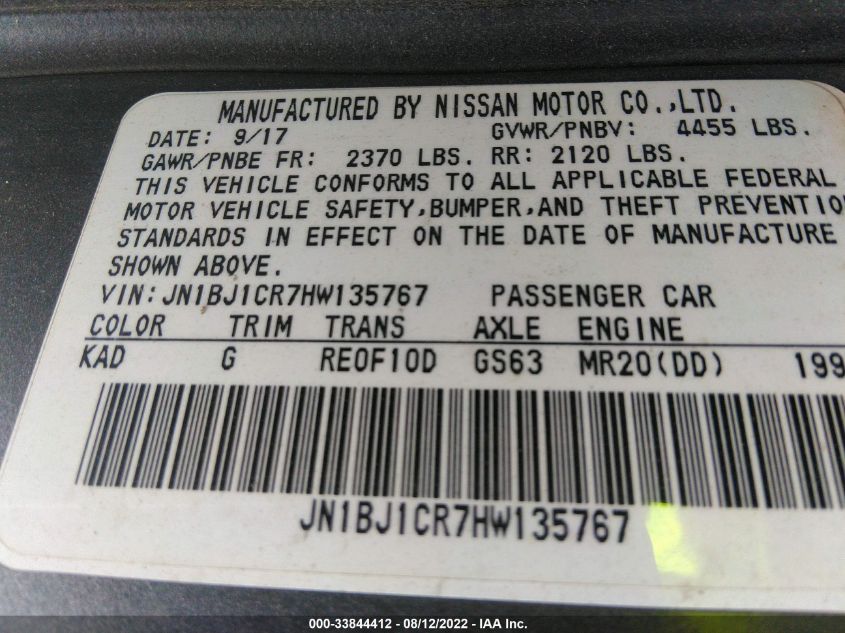 MANUFACTURED BY NISSAN MOTOR CO.,LTD.
DATE: 9/17 GVWR/PNBV: 4455 LBS.
GAWR/PNBE FR: 2370 LBS. RR: 2120 LBS.
THIS VEHICLE CONFORMS TO ALL APPLICABLE FEDERAL
MOTOR VEHICLE SAFETY,BUMPER,AND THEFT PREVENTIO
STANDARDS IN EFFECT ON THE DATE OF MANUFACTURE
SHOWN ABOVE.
VIN:JN1BJ1CR7HW135767 PASSENGER CAR
COLOR TRIM TRANS AXLE ENGINE
KAD G RE0F10D GS63 MR20(DD) 199
JN1BJ1CR7HW135767
000-33844412 - 08/12/2022 - IAA Inc.